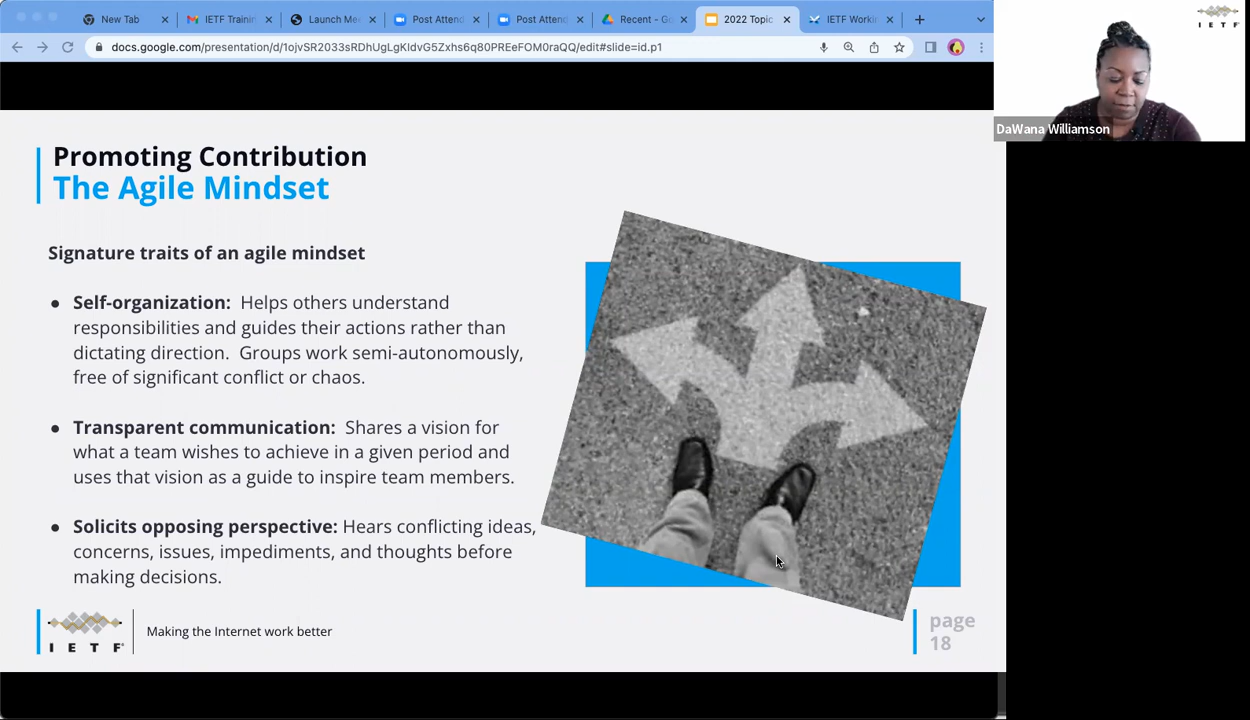 New Tab
IETF Trainin
Launch Me
Post Attend
Post Attend
Recent - Go
2022 Topic
IETF Workin
docs.google.com/presentation/d/1ojvSR2033sRDhUgLgKIdvG5Zxhs6q80PREeFOM0raQQ/edit#slide=id.p1
IETF
DaWana Williamson
Promoting Contribution
The Agile Mindset
Signature traits of an agile mindset
● Self-organization: Helps others understand
responsibilities and guides their actions rather than
dictating direction. Groups work semi-autonomously,
free of significant conflict or chaos.
● Transparent communication: Shares a vision for
what a team wishes to achieve in a given period and
uses that vision as a guide to inspire team members.
● Solicits opposing perspective: Hears conflicting ideas,
concerns, issues, impediments, and thoughts before
making decisions.
IETF®
Making the Internet work better
page
18